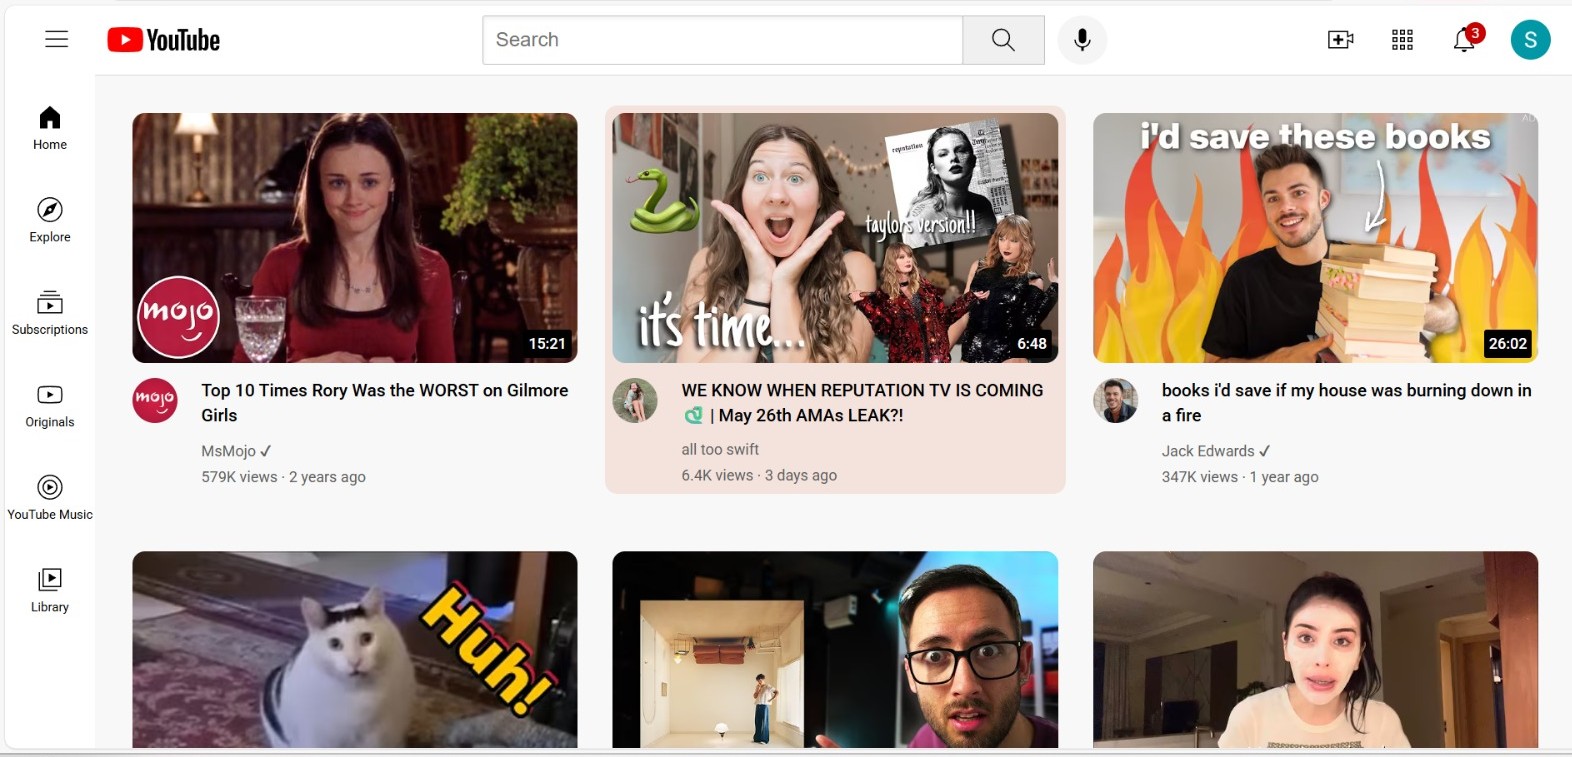 YouTube
Search
3
S
Home
Explore
Subscriptions
Originals
YouTube Music
Library
mojo
15:21
mojo
Top 10 Times Rory Was the WORST on Gilmore
Girls
MsMojo ✓
579K views · 2 years ago
reputation
taylor's version!!
it's time...
6:48
WE KNOW WHEN REPUTATION TV IS COMING
| May 26th AMAs LEAK?!
all too swift
6.4K views · 3 days ago
i'd save these books
26:02
books i'd save if my house was burning down in
a fire
Jack Edwards ✓
347K views · 1 year ago
Huh!